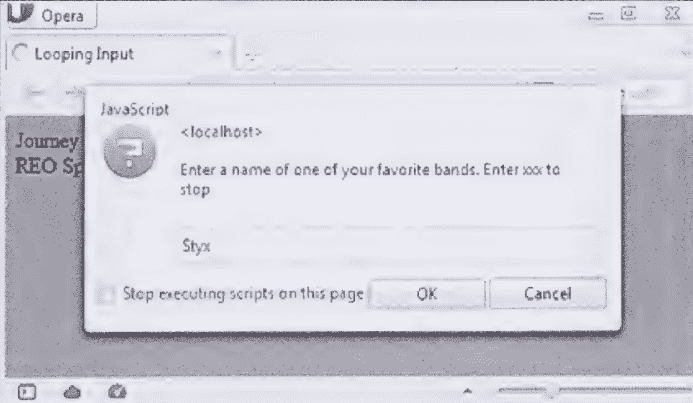 Opera
Looping Input
JavaScript
<localhost>
Journey
REO Sp
Enter a name of one of your favorite bands. Enter xxx to
stop
Styx
Stop executing scripts on this page
OK
Cancel